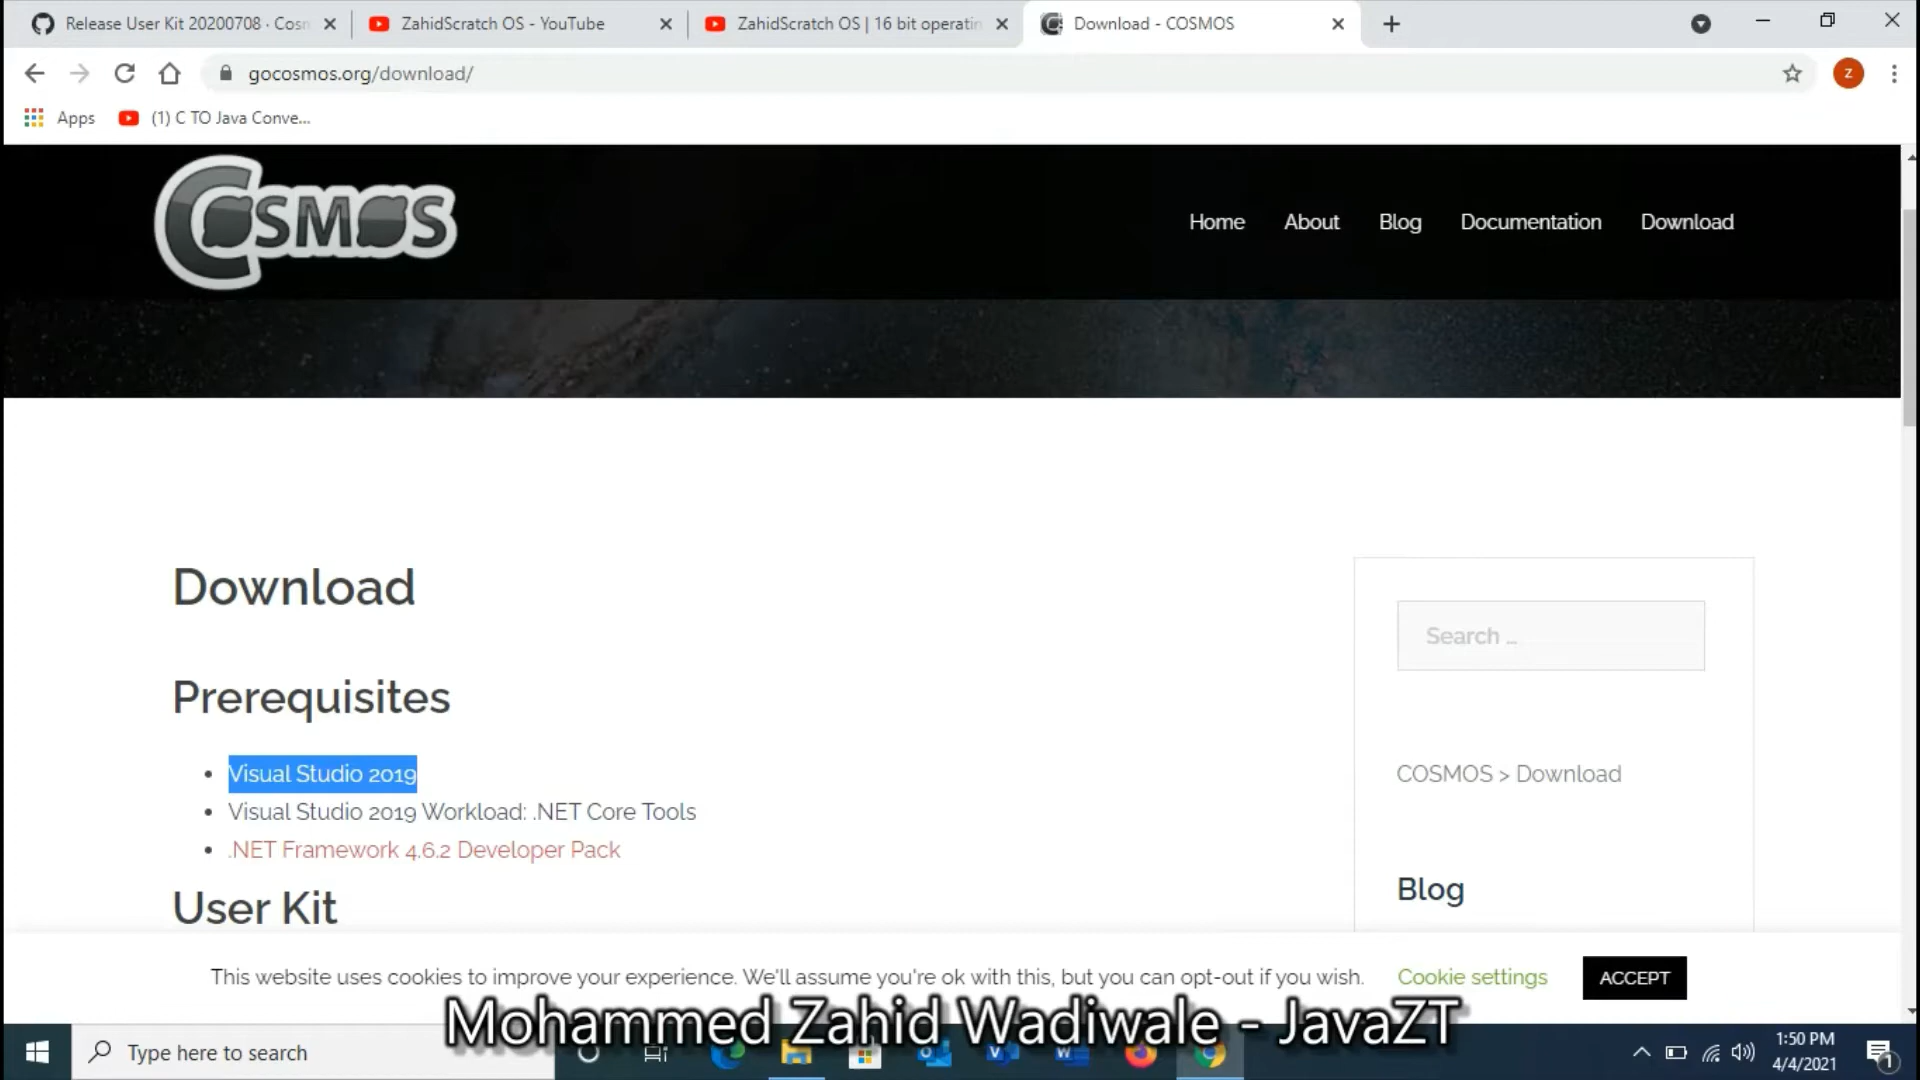 Release User Kit 20200708 · Cosm
ZahidScratch OS - YouTube
ZahidScratch OS | 16 bit operatin
Download - COSMOS
gocosmos.org/download/
z
Apps
(1) C TO Java Conve...
COSMOS
Home
About
Blog
Documentation
Download
Download
Prerequisites
Visual Studio 2019
Visual Studio 2019 Workload: .NET Core Tools
.NET Framework 4.6.2 Developer Pack
User Kit
Search ...
COSMOS > Download
Blog
This website uses cookies to improve your experience. We'll assume you're ok with this, but you can opt-out if you wish.
Cookie settings
ACCEPT
Mohammed Zahid Wadiwale - JavaZT
Type here to search
1:50 PM
4/4/2021
1